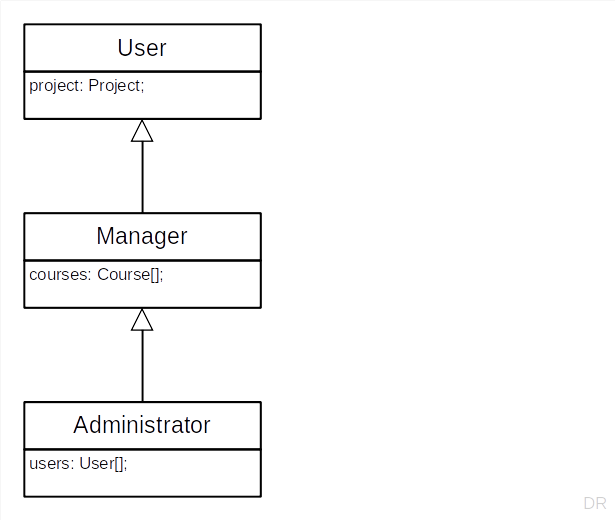 User
project: Project;
Manager
courses: Course[];
Administrator
users: User[];
DR